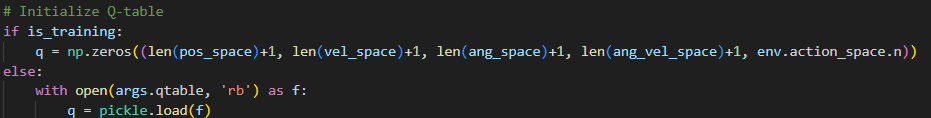 # Initialize Q-table
if is_training:
    q = np.zeros((len(pos_space)+1, len(vel_space)+1, len(ang_space)+1, len(ang_vel_space)+1, env.action_space.n))
else:
    with open(args.qtable, 'rb') as f:
        q = pickle.load(f)